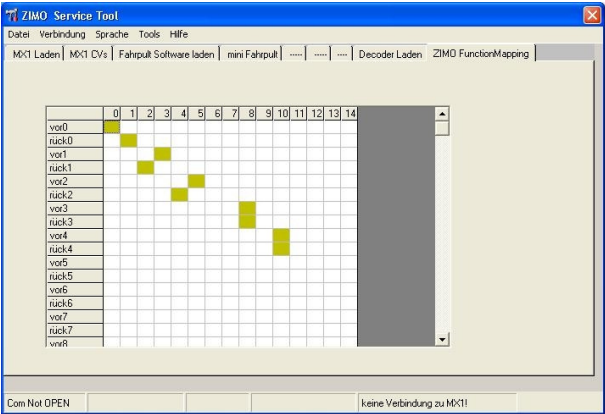 ZIMO Service Tool
Datei Verbindung Sprache Tools Hilfe
MX1 Laden MX1 CVs Fahrpult Software laden mini Fahrpult ----- ----- ---- Decoder Laden ZIMO FunctionMapping
0 1 2 3 4 5 6 7 8 9 10 11 12 13 14
vor0
rück0
vor1
rück1
vor2
rück2
vor3
rück3
vor4
rück4
vor5
rück5
vor6
rück6
vor7
rück7
vor8
Com Not OPEN keine Verbindung zu MX1!